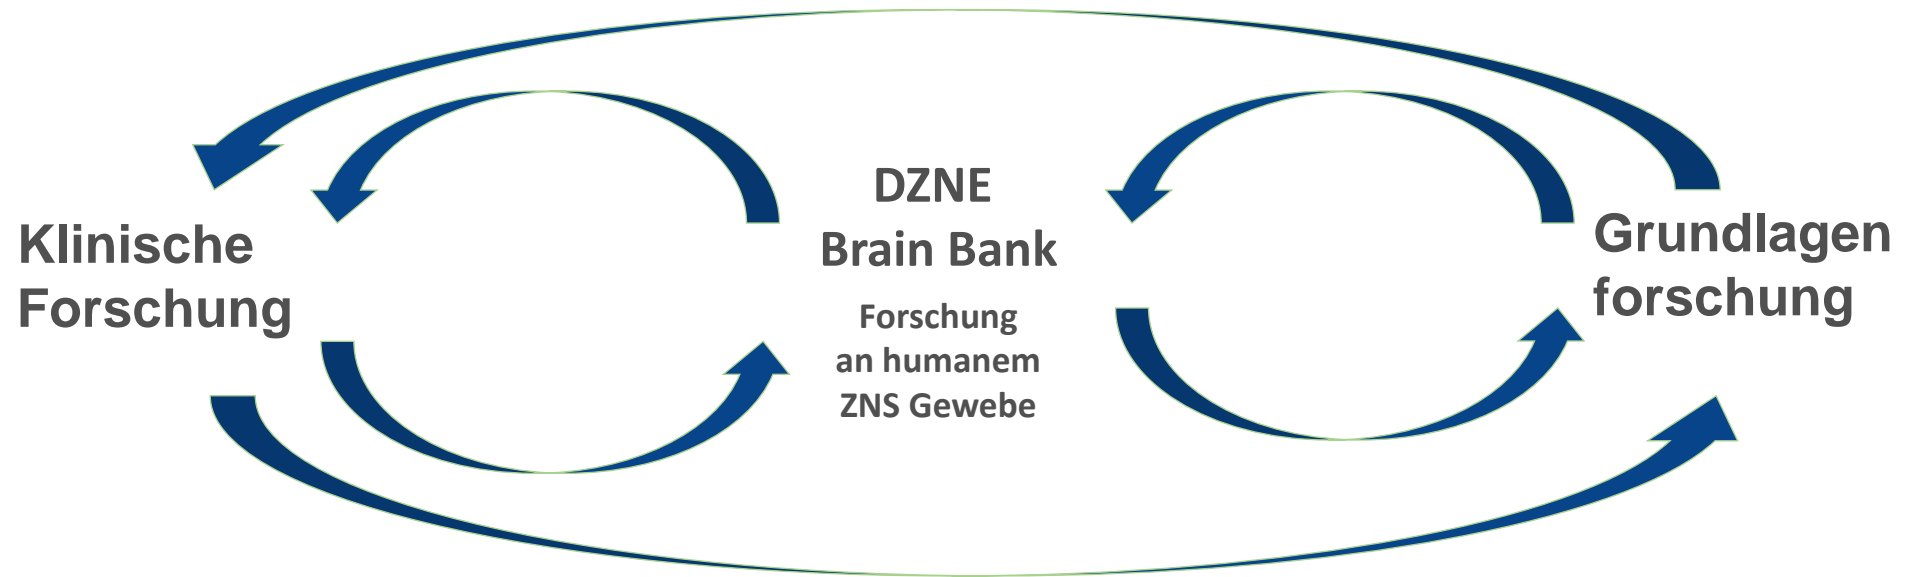 Klinische
Forschung
DZNE
Brain Bank
Forschung
an humanem
ZNS Gewebe
Grundlagen
forschung